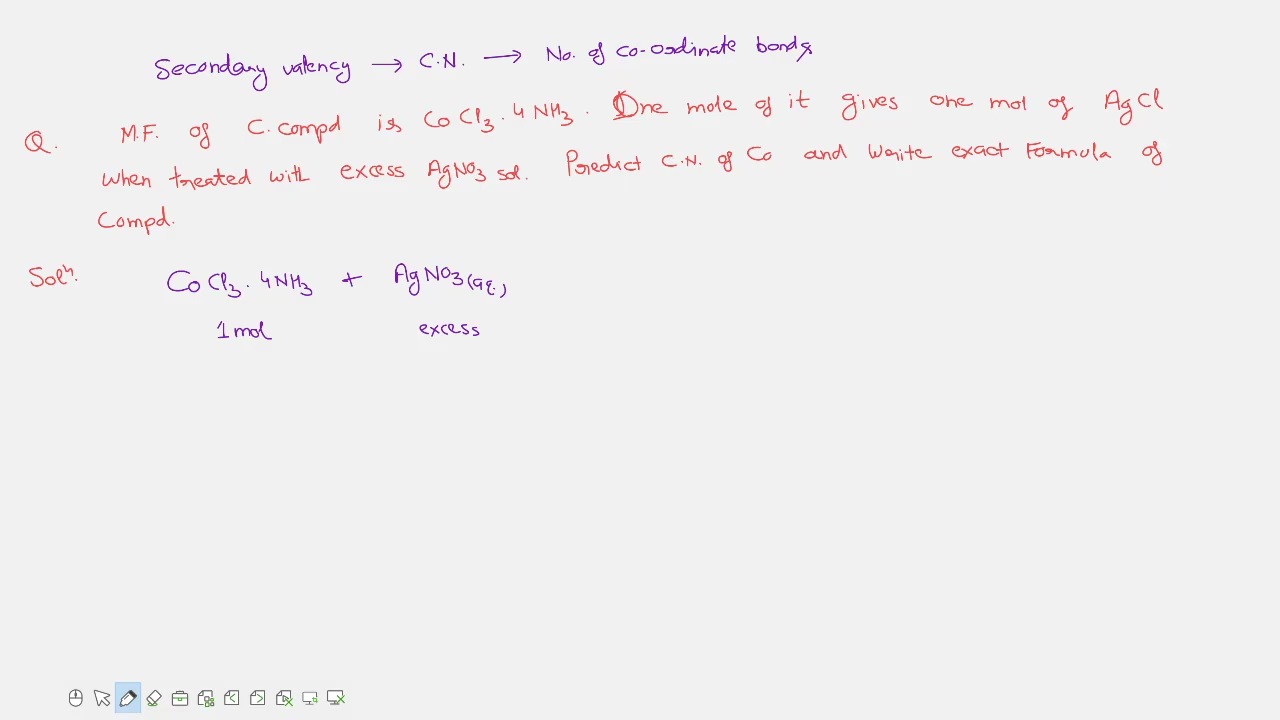 Secondary valency → C.N. → No. of co-ordinate bonds
Q. M.F. of C. compd is CoCl₃·4NH₃. One mole of it gives one mol of AgCl
when treated with excess AgNO₃ sol. Predict C.N. of Co and write exact Formula of
Compd.
Solⁿ. CoCl₃·4NH₃ + AgNO₃(aq.)
1 mol excess